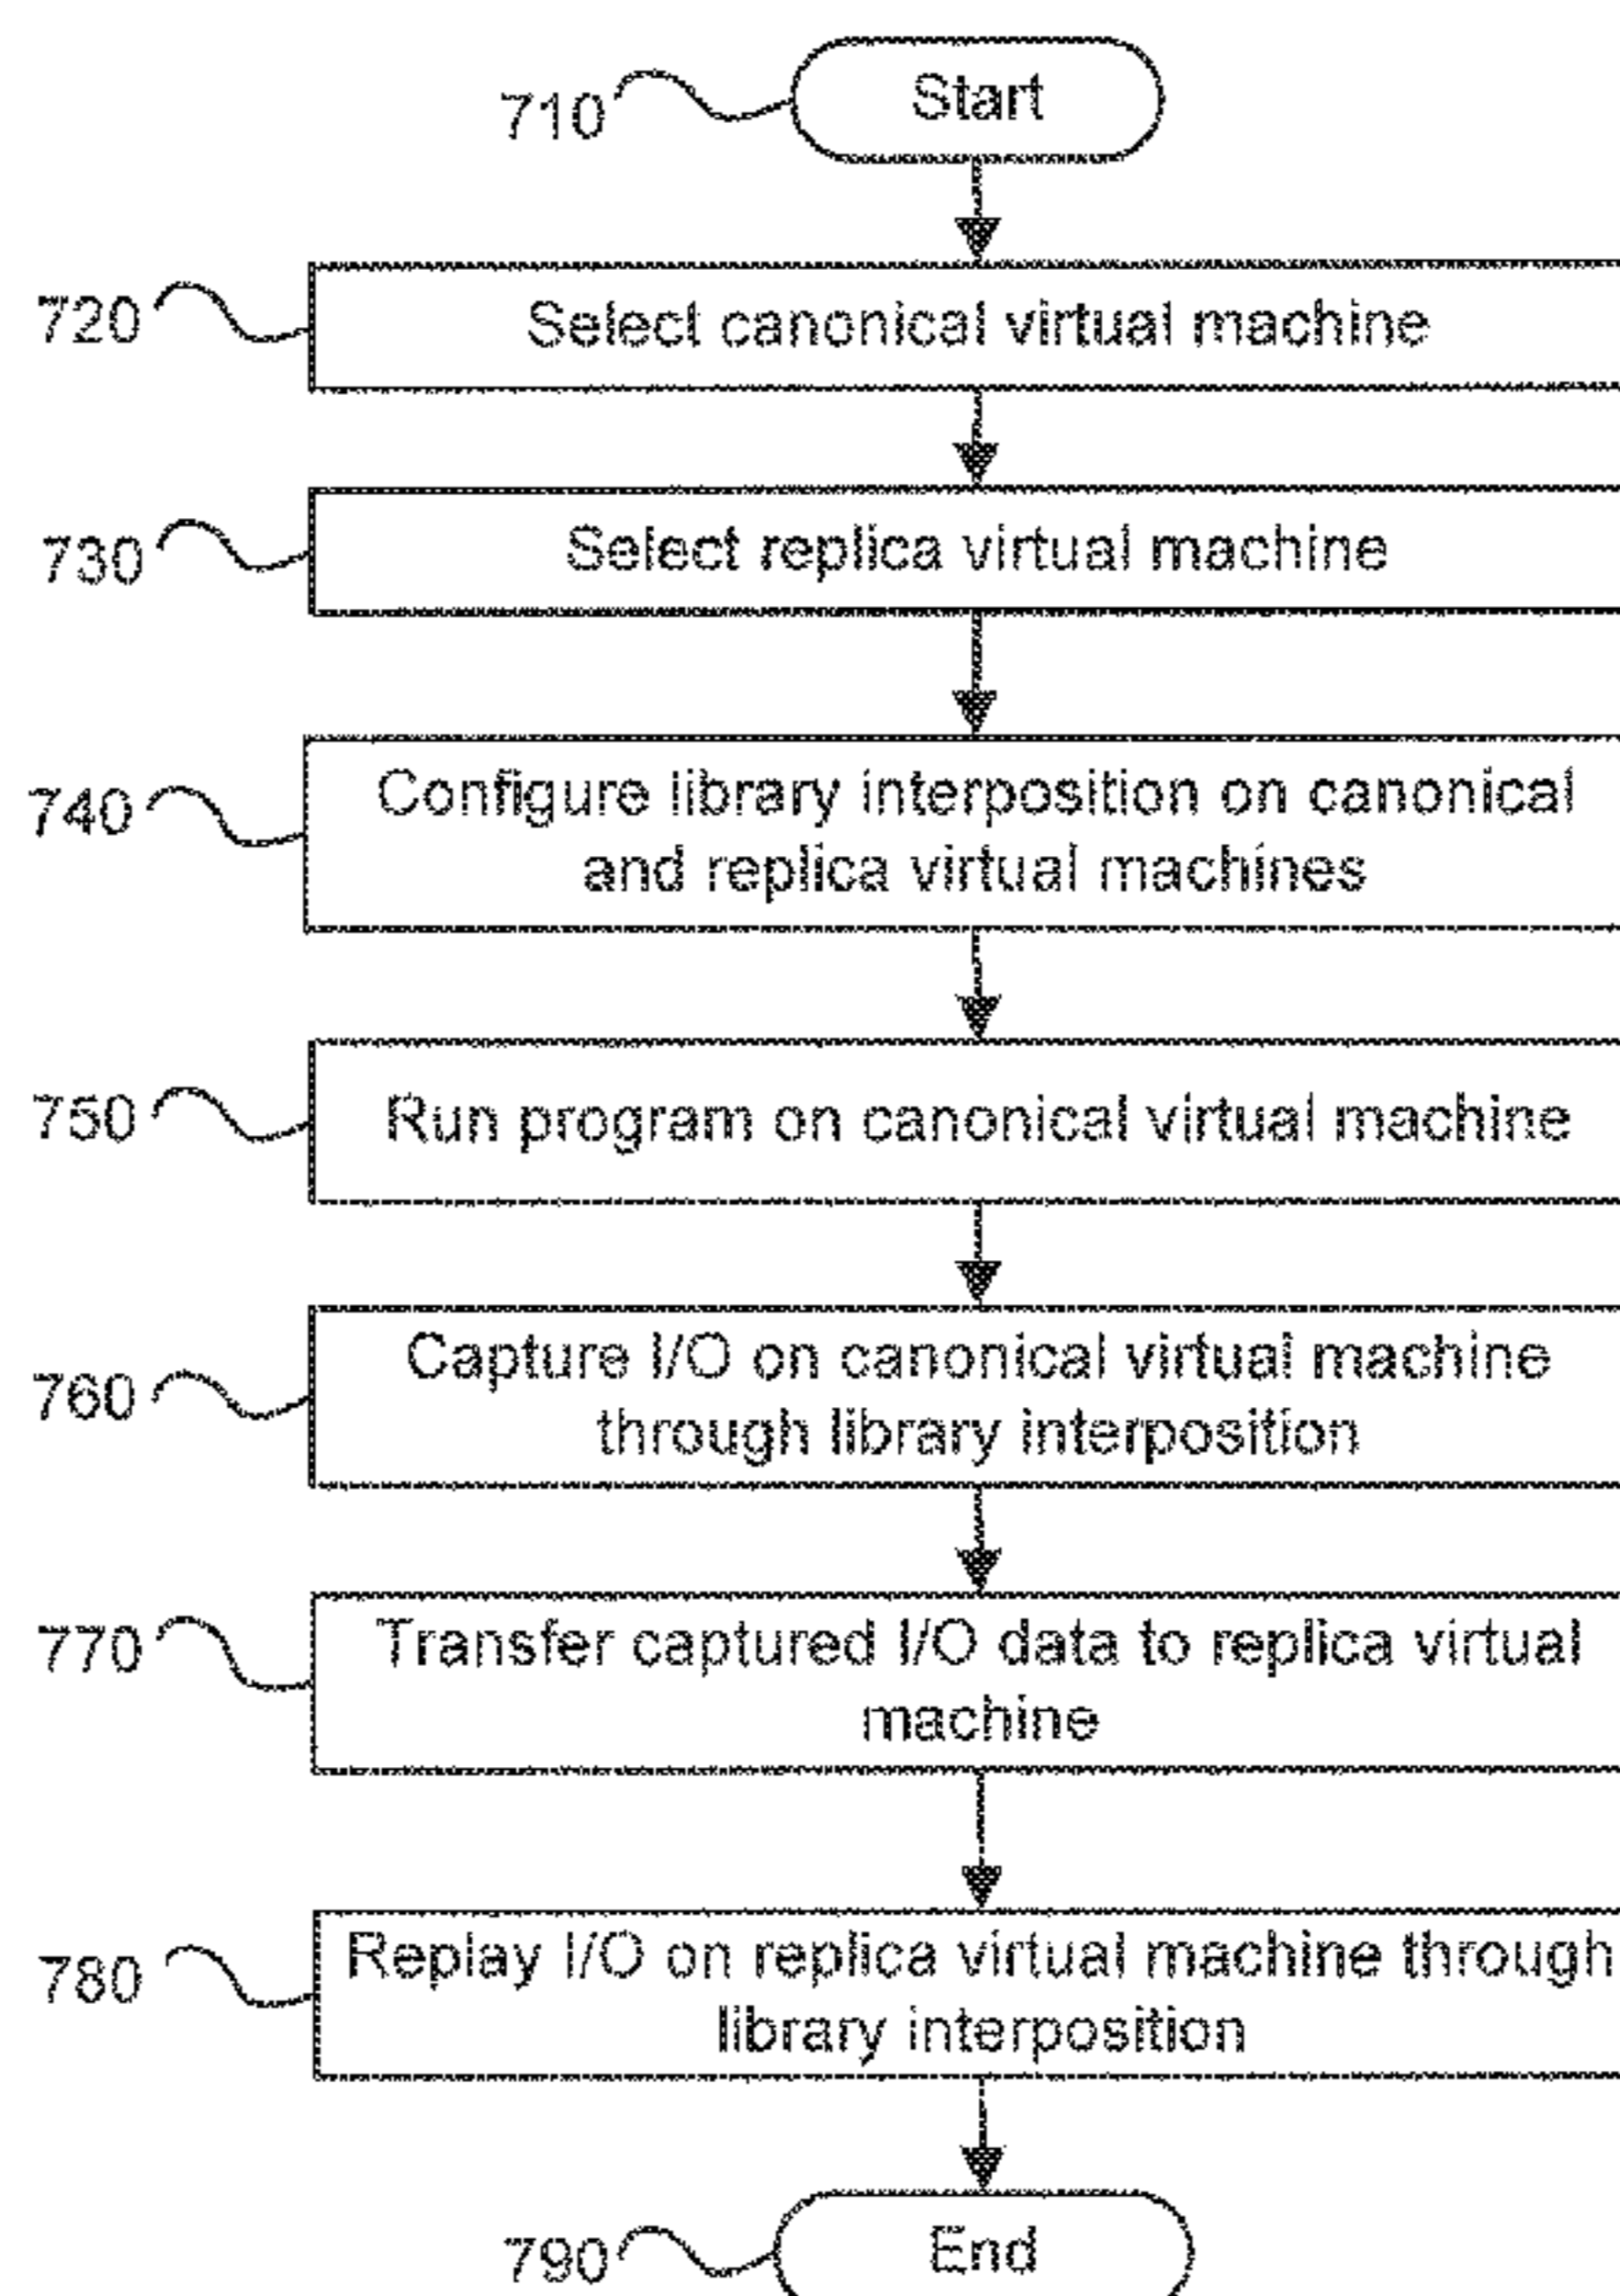 710
Start
720
Select canonical virtual machine
730
Select replica virtual machine
740
Configure library interposition on canonical
and replica virtual machines
750
Run program on canonical virtual machine
760
Capture I/O on canonical virtual machine
through library interposition
770
Transfer captured I/O data to replica virtual
machine
780
Replay I/O on replica virtual machine through
library interposition
790
End